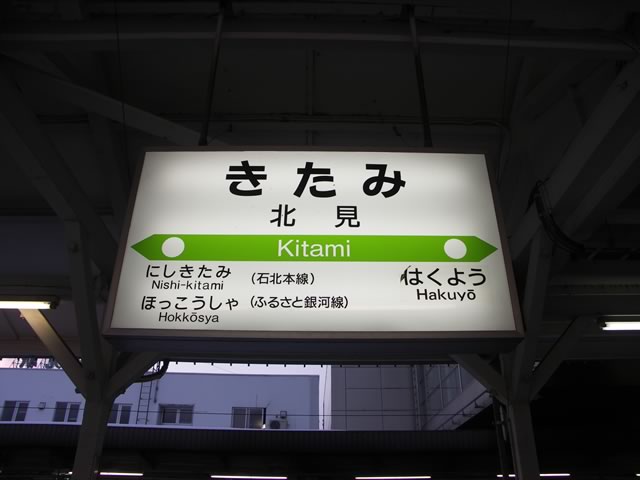 きたみ
北見
Kitami
にしきたみ (石北本線)
Nishi-kitami
ほっこうしゃ (ふるさと銀河線)
Hokkōsya
はくよう
Hakuyō